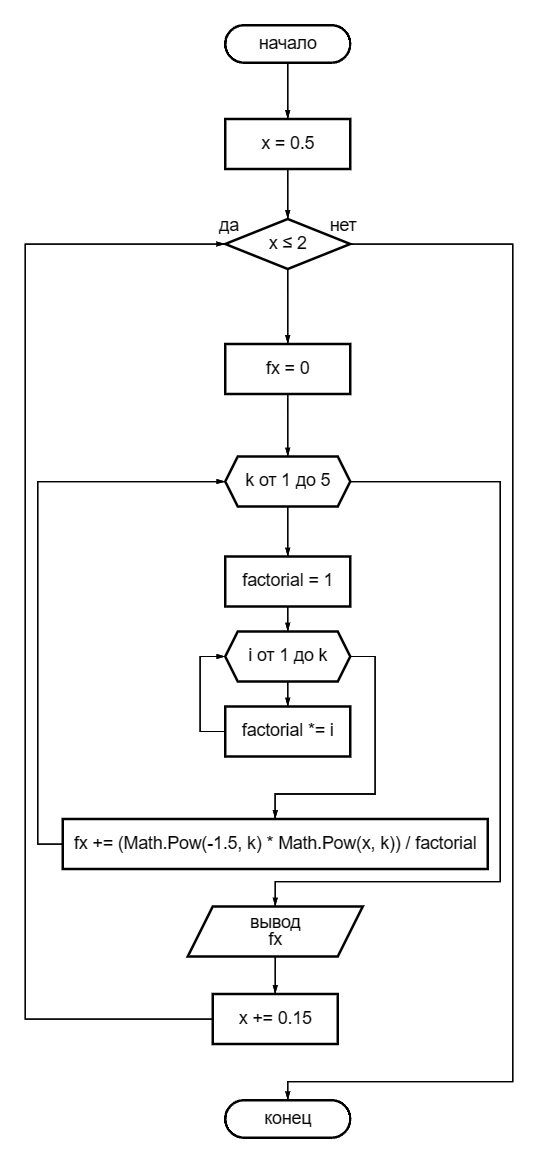 начало
x = 0.5
да
нет
x ≤ 2
fx = 0
k от 1 до 5
factorial = 1
i от 1 до k
factorial *= i
fx += (Math.Pow(-1.5, k) * Math.Pow(x, k)) / factorial
вывод
fx
x += 0.15
конец